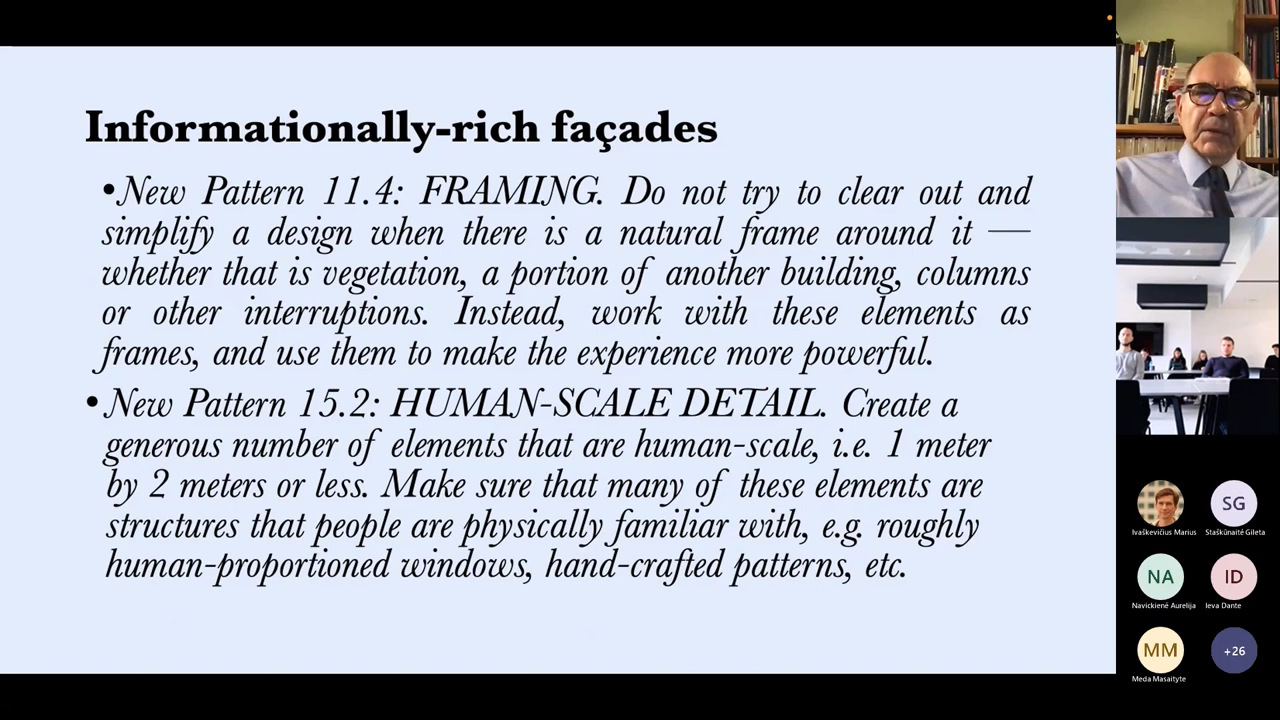 Informationally-rich façades
•New Pattern 11.4: FRAMING. Do not try to clear out and
simplify a design when there is a natural frame around it —
whether that is vegetation, a portion of another building, columns
or other interruptions. Instead, work with these elements as
frames, and use them to make the experience more powerful.
•New Pattern 15.2: HUMAN-SCALE DETAIL. Create a
generous number of elements that are human-scale, i.e. 1 meter
by 2 meters or less. Make sure that many of these elements are
structures that people are physically familiar with, e.g. roughly
human-proportioned windows, hand-crafted patterns, etc.
SG
Ivaškevičius Marius
Staškūnaitė Gileta
NA
ID
Navickienė Aurelija
Ieva Dante
MM
+26
Meda Masaityte